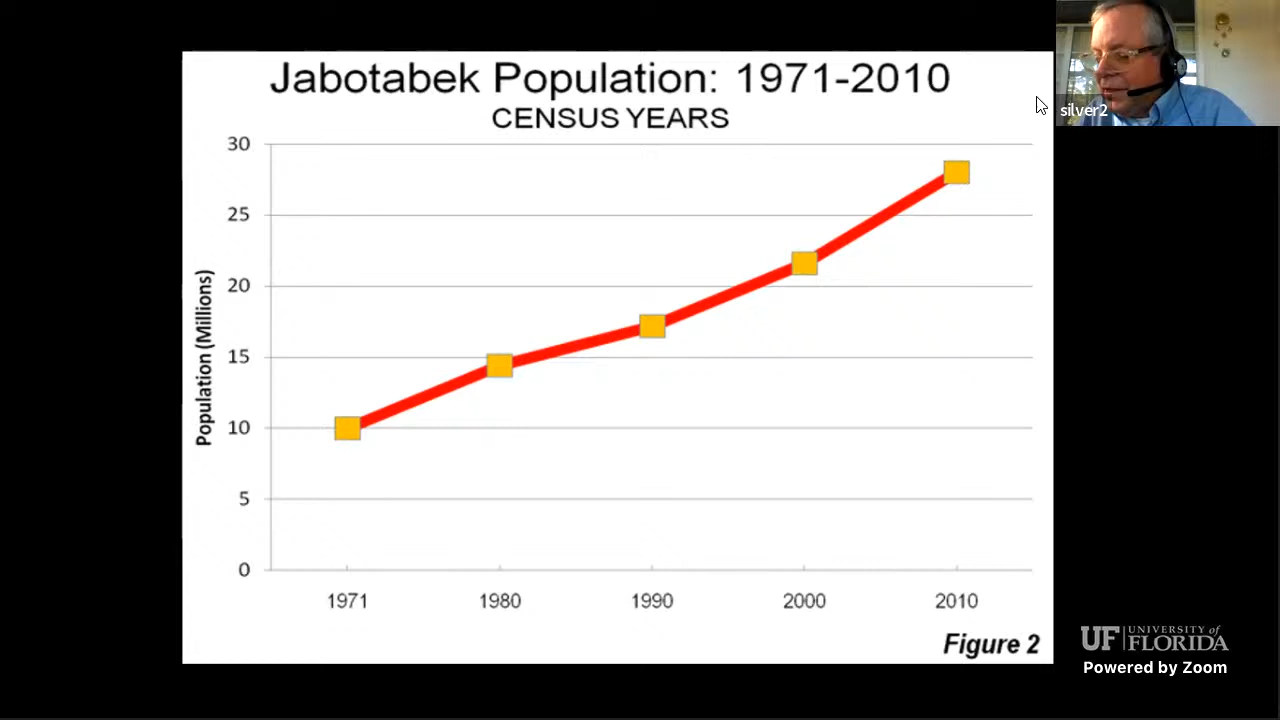 Jabotabek Population: 1971-2010
CENSUS YEARS
silver2
30
25
20
15
10
5
0
Population (Millions)
1971 1980 1990 2000 2010
Figure 2
UF UNIVERSITY of
FLORIDA
Powered by Zoom